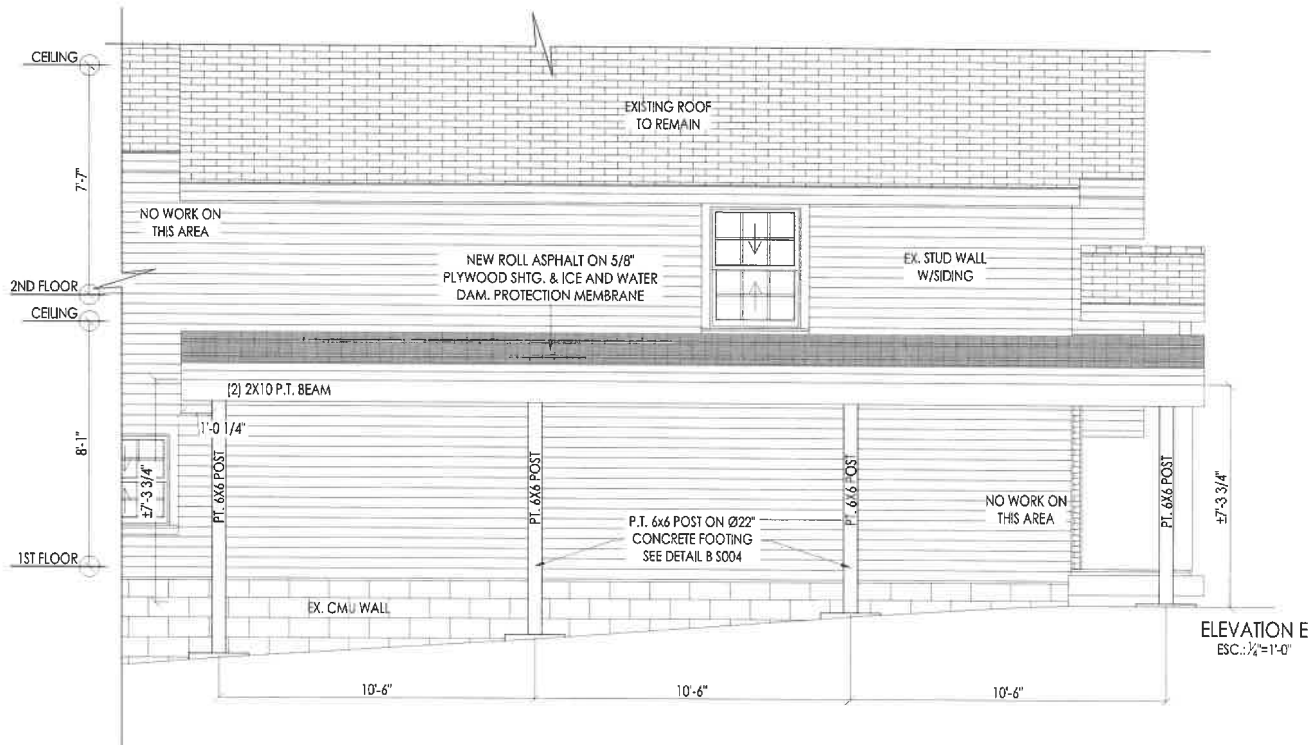 CEILING
EXISTING ROOF
TO REMAIN
7'-7"
NO WORK ON
THIS AREA
NEW ROLL ASPHALT ON 5/8"
PLYWOOD SHTG. & ICE AND WATER
DAM. PROTECTION MEMBRANE
EX. STUD WALL
W/SIDING
2ND FLOOR
CEILING
(2) 2X10 P.T. BEAM
1'-0 1/4"
8'-1"
±7'-3 3/4"
PT. 6X6 POST
PT. 6X6 POST
PT. 6X6 POST
PT. 6X6 POST
±7'-3 3/4"
NO WORK ON
THIS AREA
P.T. 6x6 POST ON Ø22"
CONCRETE FOOTING
SEE DETAIL B S004
1ST FLOOR
EX. CMU WALL
ELEVATION E
ESC.:¼"=1'-0"
10'-6"
10'-6"
10'-6"